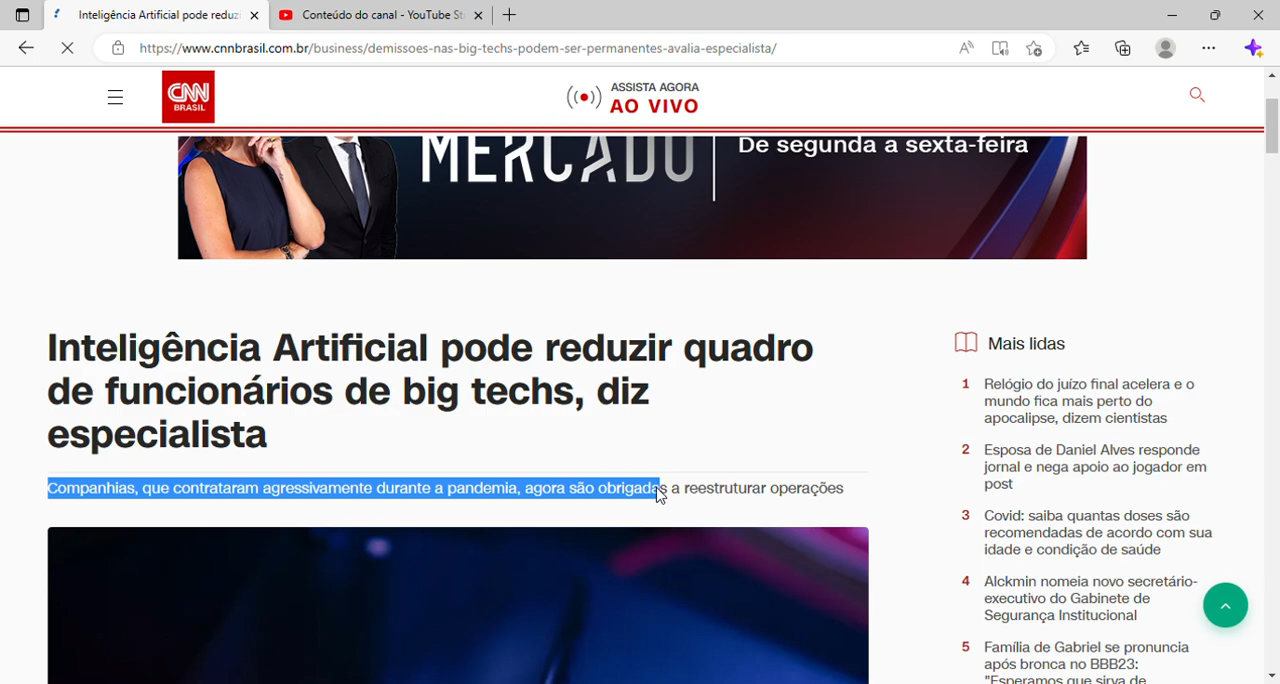 Inteligência Artificial pode reduz
Conteúdo do canal - YouTube St
https://www.cnnbrasil.com.br/business/demissoes-nas-big-techs-podem-ser-permanentes-avalia-especialista/
CNN
BRASIL
ASSISTA AGORA
AO VIVO
MERCADO
De segunda a sexta-feira
Inteligência Artificial pode reduzir quadro
de funcionários de big techs, diz
especialista
Companhias, que contrataram agressivamente durante a pandemia, agora são obrigadas a reestruturar operações
Mais lidas
1 Relógio do juízo final acelera e o
mundo fica mais perto do
apocalipse, dizem cientistas
2 Esposa de Daniel Alves responde
jornal e nega apoio ao jogador em
post
3 Covid: saiba quantas doses são
recomendadas de acordo com sua
idade e condição de saúde
4 Alckmin nomeia novo secretário-
executivo do Gabinete de
Segurança Institucional
5 Família de Gabriel se pronuncia
após bronca no BBB23:
"Esperamos que sirva de